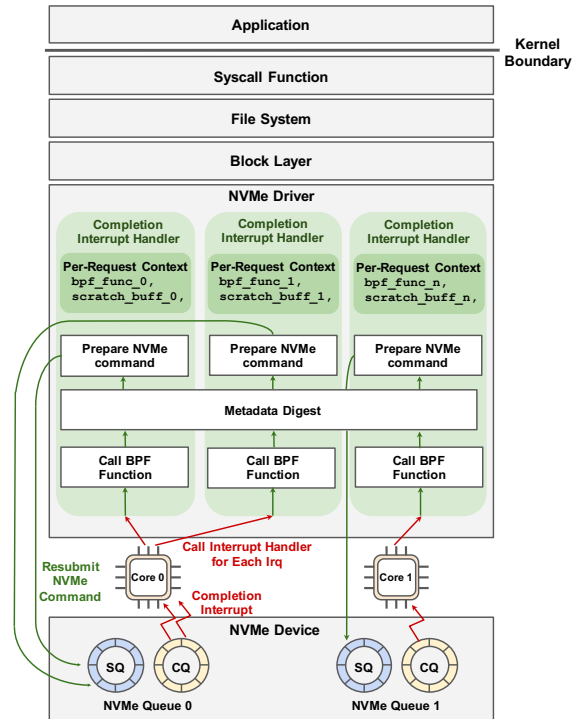 Application
Kernel
Boundary
Syscall Function
File System
Block Layer
NVMe Driver
Completion
Interrupt Handler
Per-Request Context
bpf_func_0,
scratch_buff_0,
Completion
Interrupt Handler
Per-Request Context
bpf_func_1,
scratch_buff_1,
Completion
Interrupt Handler
Per-Request Context
bpf_func_n,
scratch_buff_n,
Prepare NVMe
command
Prepare NVMe
command
Prepare NVMe
command
Metadata Digest
Call BPF
Function
Call BPF
Function
Call BPF
Function
Resubmit
NVMe
Command
Core 0
Call Interrupt Handler
for Each Irq
Core 1
Completion
Interrupt
NVMe Device
SQ
CQ
SQ
CQ
NVMe Queue 0
NVMe Queue 1